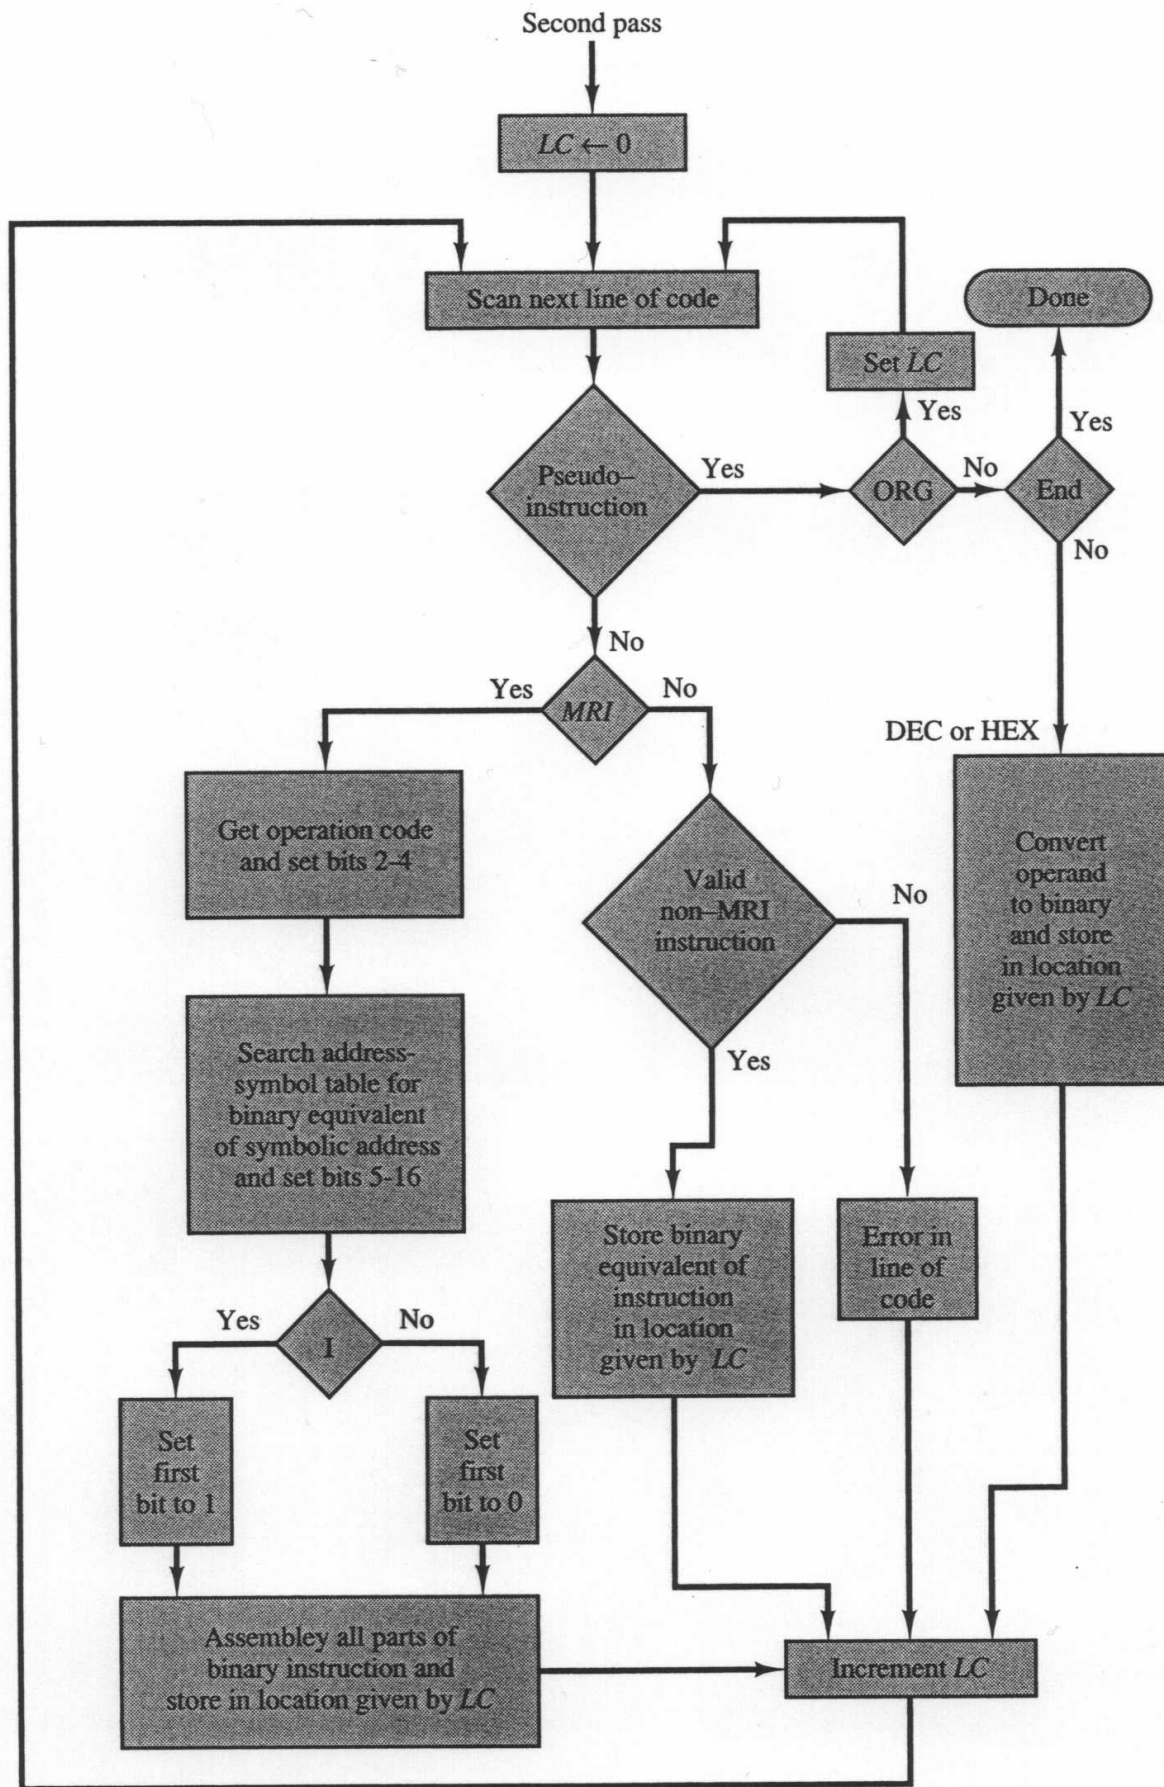 Second pass
LC ← 0
Scan next line of code
Done
Set LC
Yes
Yes
Pseudo–
instruction
Yes
ORG
No
End
No
No
Yes
MRI
No
DEC or HEX
Get operation code
and set bits 2-4
Valid
non–MRI
instruction
No
Convert
operand
to binary
and store
in location
given by LC
Search address-
symbol table for
binary equivalent
of symbolic address
and set bits 5-16
Yes
Store binary
equivalent of
instruction
in location
given by LC
Error in
line of
code
Yes
I
No
Set
first
bit to 1
Set
first
bit to 0
Assembley all parts of
binary instruction and
store in location given by LC
Increment LC